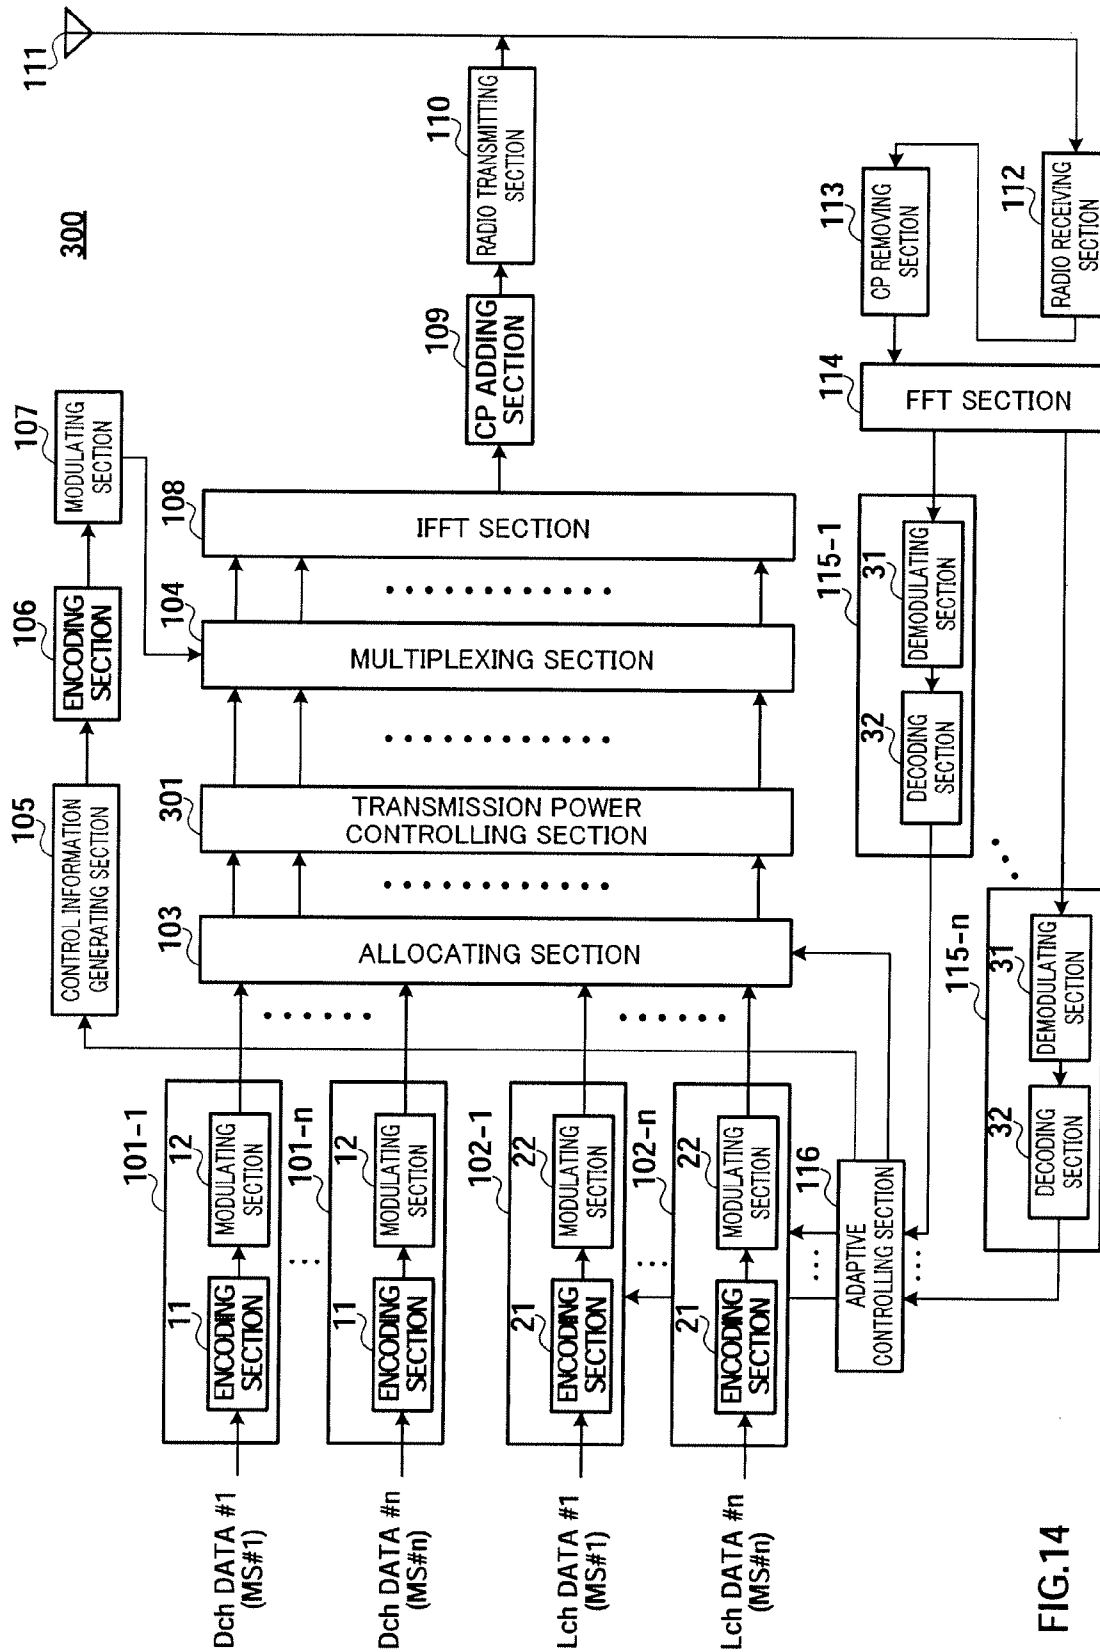 300
111
105
CONTROL INFORMATION
GENERATING SECTION
106
ENCODING
SECTION
107
MODULATING
SECTION
Dch DATA #1
(MS#1)
101-1
11
ENCODING
SECTION
12
MODULATING
SECTION
Dch DATA #n
(MS#n)
101-n
11
ENCODING
SECTION
12
MODULATING
SECTION
Lch DATA #1
(MS#1)
102-1
21
ENCODING
SECTION
22
MODULATING
SECTION
Lch DATA #n
(MS#n)
102-n
21
ENCODING
SECTION
22
MODULATING
SECTION
103
ALLOCATING SECTION
301
TRANSMISSION POWER
CONTROLLING SECTION
104
MULTIPLEXING SECTION
108
IFFT SECTION
109
CP ADDING
SECTION
110
RADIO TRANSMITTING
SECTION
116
ADAPTIVE
CONTROLLING SECTION
115-1
32
DECODING
SECTION
31
DEMODULATING
SECTION
115-n
32
DECODING
SECTION
31
DEMODULATING
SECTION
114
FFT SECTION
113
CP REMOVING
SECTION
112
RADIO RECEIVING
SECTION
FIG.14